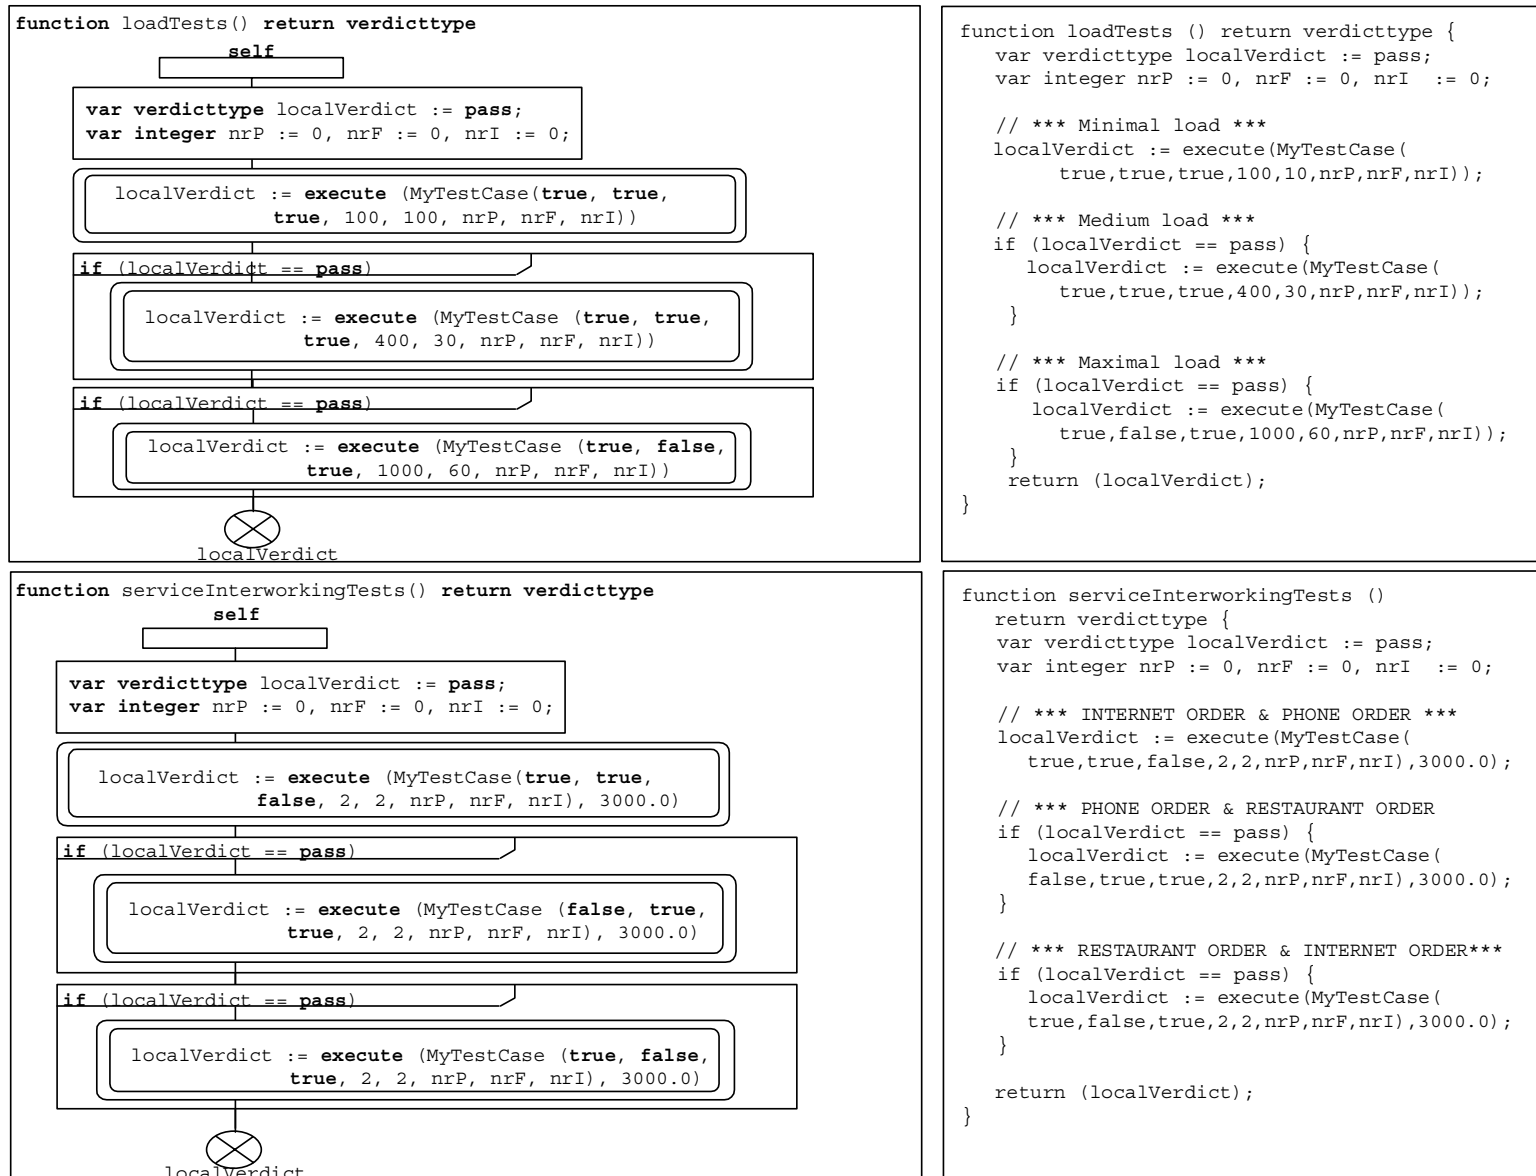 function loadTests() return verdicttype
self
var verdicttype localVerdict := pass;
var integer nrP := 0, nrF := 0, nrI := 0;
localVerdict := execute (MyTestCase(true, true,
true, 100, 100, nrP, nrF, nrI))
if (localVerdict == pass)
localVerdict := execute (MyTestCase (true, true,
true, 400, 30, nrP, nrF, nrI))
if (localVerdict == pass)
localVerdict := execute (MyTestCase (true, false,
true, 1000, 60, nrP, nrF, nrI))
localVerdict
function loadTests () return verdicttype {
var verdicttype localVerdict := pass;
var integer nrP := 0, nrF := 0, nrI := 0;
// *** Minimal load ***
localVerdict := execute(MyTestCase(
true,true,true,100,10,nrP,nrF,nrI));
// *** Medium load ***
if (localVerdict == pass) {
localVerdict := execute(MyTestCase(
true,true,true,400,30,nrP,nrF,nrI));
}
// *** Maximal load ***
if (localVerdict == pass) {
localVerdict := execute(MyTestCase(
true,false,true,1000,60,nrP,nrF,nrI));
}
return (localVerdict);
}
function serviceInterworkingTests() return verdicttype
self
var verdicttype localVerdict := pass;
var integer nrP := 0, nrF := 0, nrI := 0;
localVerdict := execute (MyTestCase(true, true,
false, 2, 2, nrP, nrF, nrI), 3000.0)
if (localVerdict == pass)
localVerdict := execute (MyTestCase (false, true,
true, 2, 2, nrP, nrF, nrI), 3000.0)
if (localVerdict == pass)
localVerdict := execute (MyTestCase (true, false,
true, 2, 2, nrP, nrF, nrI), 3000.0)
localVerdict
function serviceInterworkingTests ()
return verdicttype {
var verdicttype localVerdict := pass;
var integer nrP := 0, nrF := 0, nrI := 0;
// *** INTERNET ORDER & PHONE ORDER ***
localVerdict := execute(MyTestCase(
true,true,false,2,2,nrP,nrF,nrI),3000.0);
// *** PHONE ORDER & RESTAURANT ORDER
if (localVerdict == pass) {
localVerdict := execute(MyTestCase(
false,true,true,2,2,nrP,nrF,nrI),3000.0);
}
// *** RESTAURANT ORDER & INTERNET ORDER***
if (localVerdict == pass) {
localVerdict := execute(MyTestCase(
true,false,true,2,2,nrP,nrF,nrI),3000.0);
}
return (localVerdict);
}